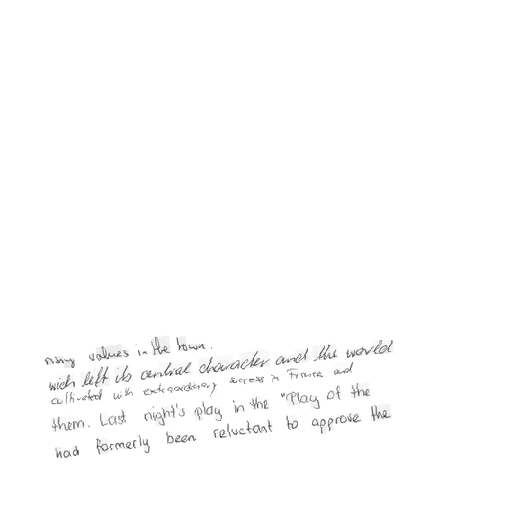 rising values in the town.
wich left its central character and the world
cultivated with extraordinary success in France and
them. Last night's play in the "Play of the
had formerly been reluctant to approve the